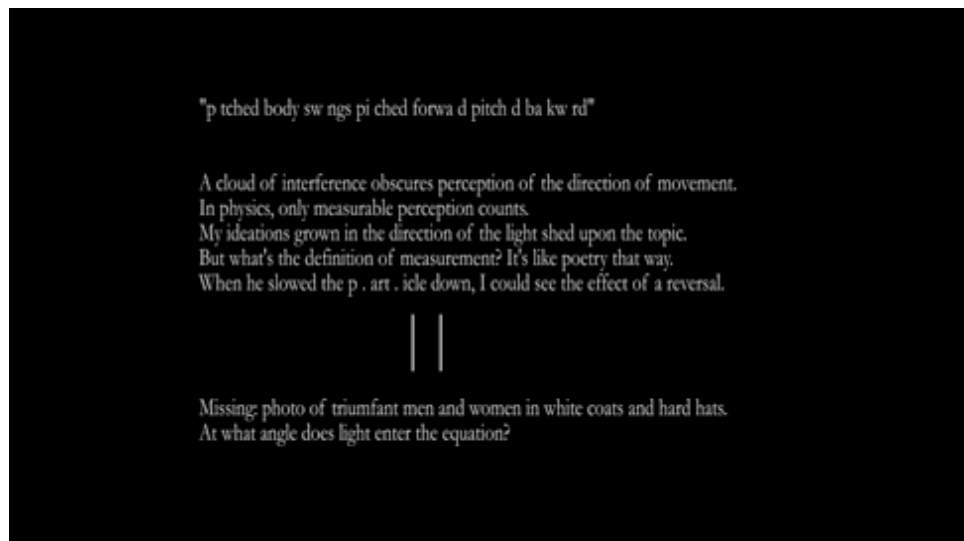 "p tched body sw ngs pi ched forwa d pitch d ba kw rd"
A cloud of interference obscures perception of the direction of movement.
In physics, only measurable perception counts.
My ideations grown in the direction of the light shed upon the topic.
But what's the definition of measurement? It's like poetry that way.
When he slowed the p . art . icle down, I could see the effect of a reversal.
Missing: photo of triumfant men and women in white coats and hard hats.
At what angle does light enter the equation?